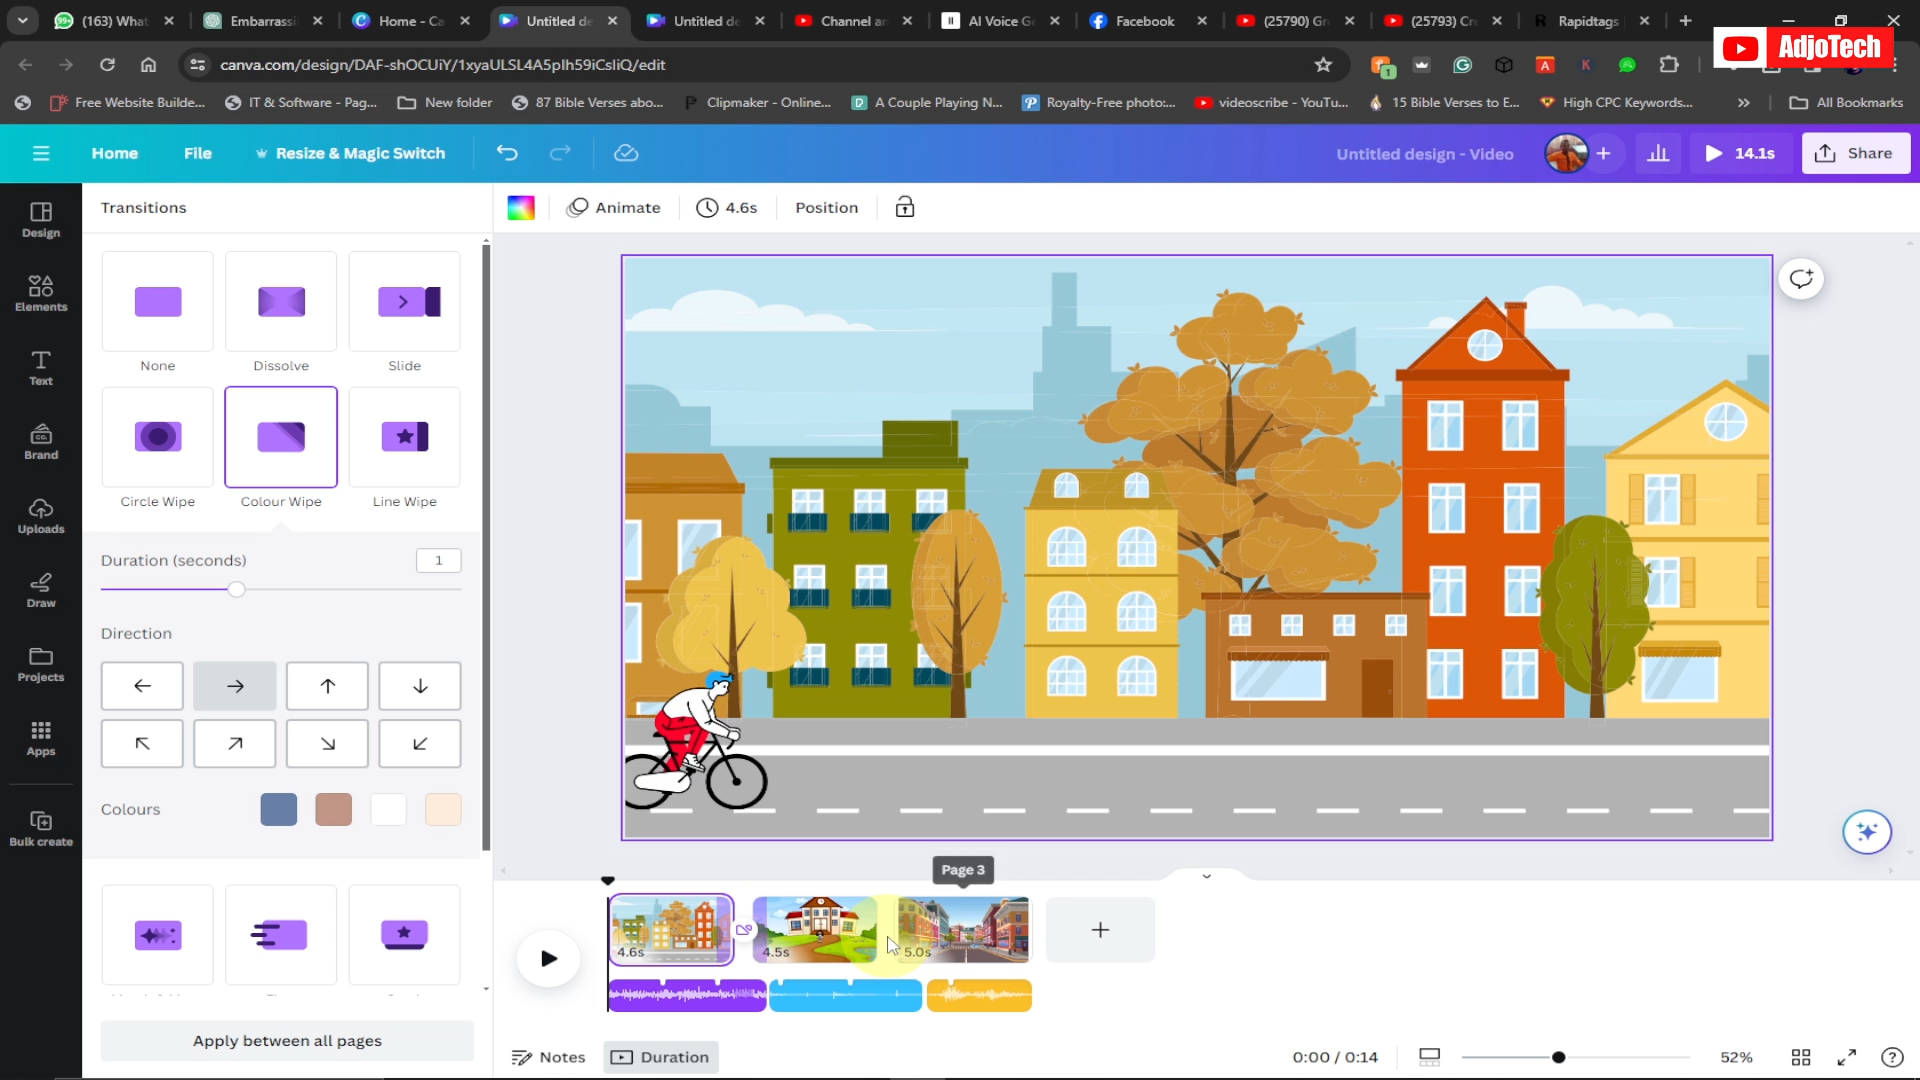 (163) What
Embarrassi
Home - Ca
Untitled de
Untitled de
Channel an
AI Voice Ge
Facebook
(25790) Gr
(25793) Cr
Rapidtags
AdjoTech
canva.com/design/DAF-shOCUiY/1xyaULSL4A5pIh59iCsIiQ/edit
1
Free Website Builde...
IT & Software - Pag...
New folder
87 Bible Verses abo...
Clipmaker - Online...
A Couple Playing N...
Royalty-Free photo:...
videoscribe - YouTu...
15 Bible Verses to E...
High CPC Keywords...
All Bookmarks
Home
File
Resize & Magic Switch
Untitled design - Video
14.1s
Share
Design
Elements
Text
Brand
Uploads
Draw
Projects
Apps
Bulk create
Transitions
None
Dissolve
Slide
Circle Wipe
Colour Wipe
Line Wipe
Duration (seconds)
1
Direction
Colours
Apply between all pages
Animate
4.6s
Position
Page 3
4.6s
4.5s
5.0s
Notes
Duration
0:00 / 0:14
52%